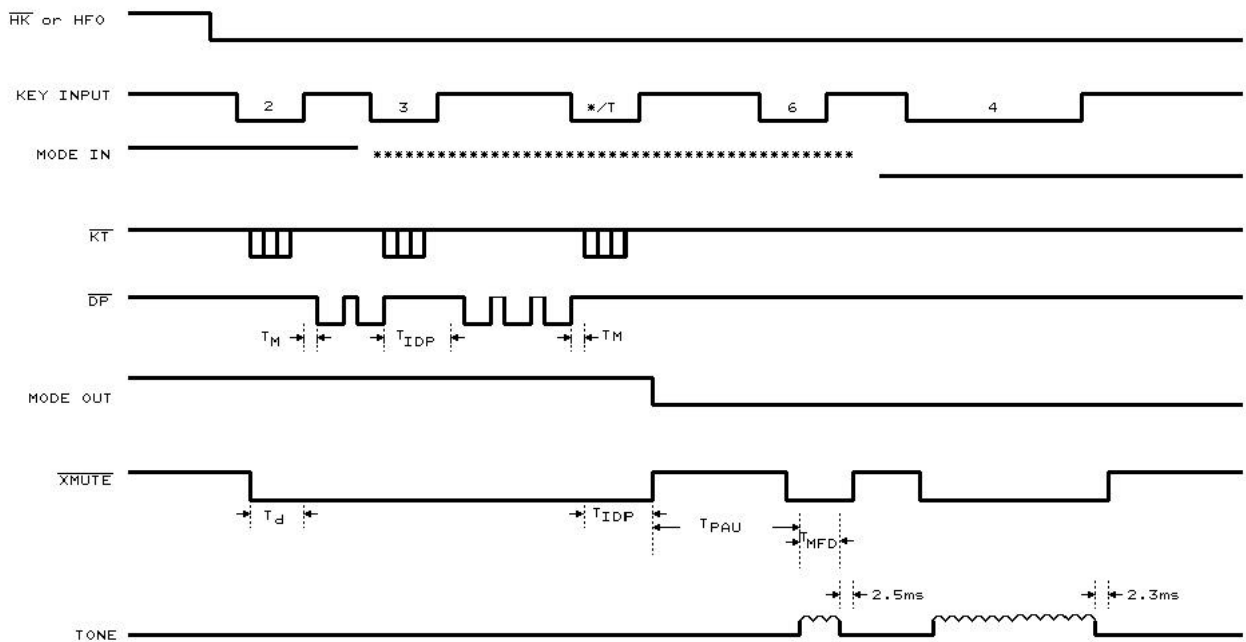 HK or HFO
KEY INPUT 2 3 */T 6 4
MODE IN ********************************************
KT
DP
TM TIDP TM
MODE OUT
XMUTE
Td TIDP TPAU TMFD
2.5ms 2.3ms
TONE